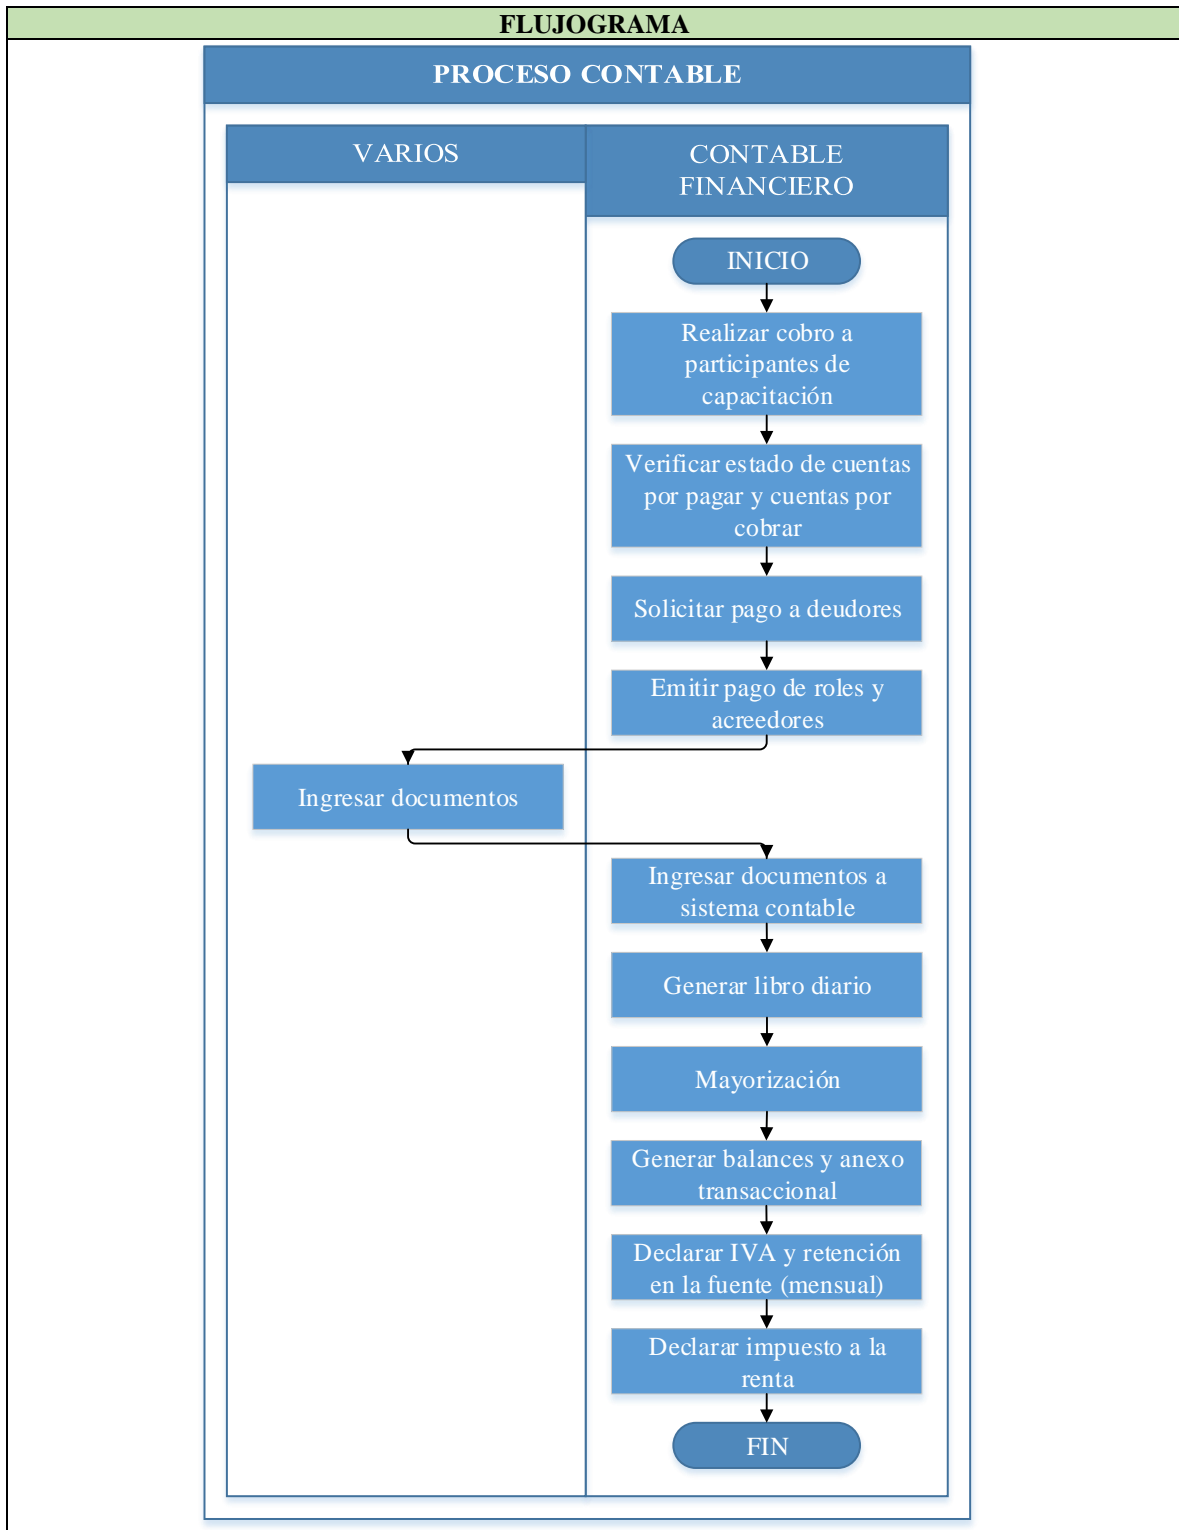 FLUJOGRAMA
PROCESO CONTABLE
VARIOS
CONTABLE
FINANCIERO
INICIO
Realizar cobro a
participantes de
capacitación
Verificar estado de cuentas
por pagar y cuentas por
cobrar
Solicitar pago a deudores
Emitir pago de roles y
acreedores
Ingresar documentos
Ingresar documentos a
sistema contable
Generar libro diario
Mayorización
Generar balances y anexo
transaccional
Declarar IVA y retención
en la fuente (mensual)
Declarar impuesto a la
renta
FIN